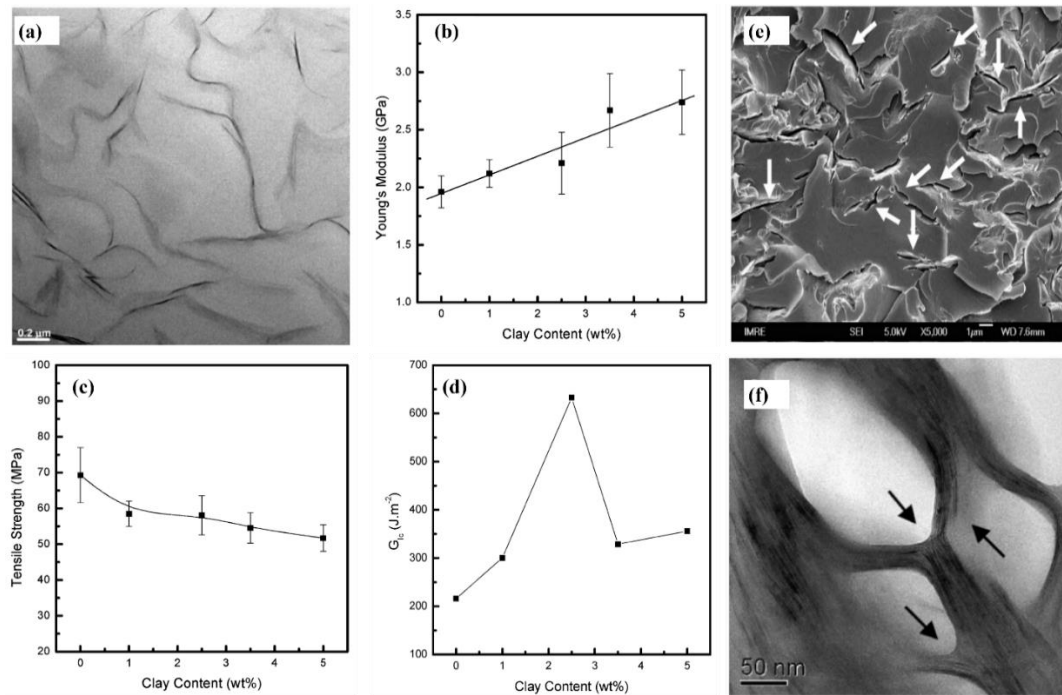 (a)
0.2 µm
(b)
Young's Modulus (GPa)
3.5
3.0
2.5
2.0
1.5
1.0
0 1 2 3 4 5
Clay Content (wt%)
(e)
IMRE SEI 5.0kV X5,000 1µm WD 7.6mm
(c)
Tensile Strength (MPa)
100
90
80
70
60
50
40
30
20
0 1 2 3 4 5
Clay Content (wt%)
(d)
G_Ic (J.m⁻²)
700
600
500
400
300
200
100
0 1 2 3 4 5
Clay Content (wt%)
(f)
50 nm